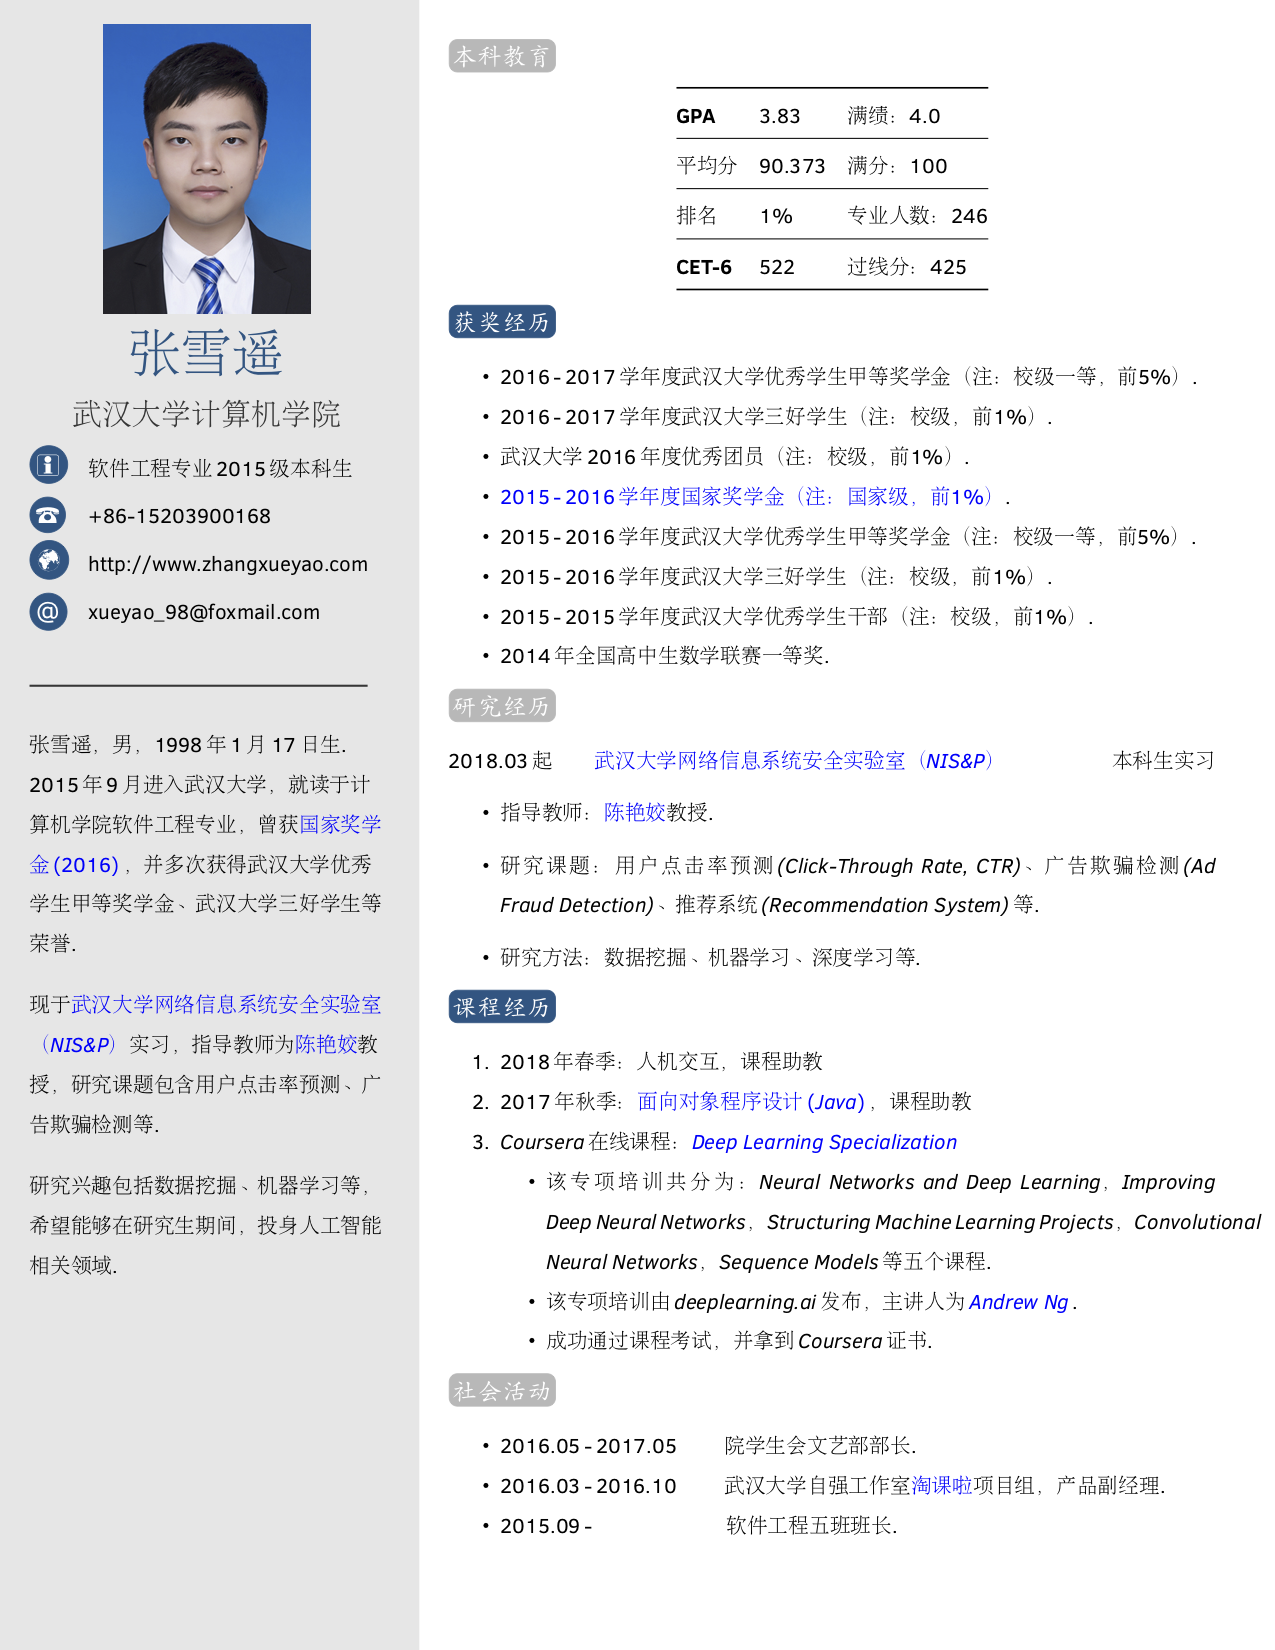 张雪遥
武汉大学计算机学院
软件工程专业 2015 级本科生
+86-15203900168
http://www.zhangxueyao.com
@ xueyao_98@foxmail.com
张雪遥，男，1998 年 1 月 17 日生.
2015 年 9 月进入武汉大学，就读于计
算机学院软件工程专业，曾获国家奖学
金 (2016)，并多次获得武汉大学优秀
学生甲等奖学金、武汉大学三好学生等
荣誉.
现于武汉大学网络信息系统安全实验室
（NIS&P）实习，指导教师为陈艳姣教
授，研究课题包含用户点击率预测、广
告欺骗检测等.
研究兴趣包括数据挖掘、机器学习等，
希望能够在研究生期间，投身人工智能
相关领域.
本科教育
GPA 3.83 满绩：4.0
平均分 90.373 满分：100
排名 1% 专业人数：246
CET-6 522 过线分：425
获奖经历
• 2016 - 2017 学年度武汉大学优秀学生甲等奖学金（注：校级一等，前5%）.
• 2016 - 2017 学年度武汉大学三好学生（注：校级，前1%）.
• 武汉大学 2016 年度优秀团员（注：校级，前1%）.
• 2015 - 2016 学年度国家奖学金（注：国家级，前1%）.
• 2015 - 2016 学年度武汉大学优秀学生甲等奖学金（注：校级一等，前5%）.
• 2015 - 2016 学年度武汉大学三好学生（注：校级，前1%）.
• 2015 - 2015 学年度武汉大学优秀学生干部（注：校级，前1%）.
• 2014 年全国高中生数学联赛一等奖.
研究经历
2018.03 起 武汉大学网络信息系统安全实验室（NIS&P） 本科生实习
• 指导教师：陈艳姣教授.
• 研究课题：用户点击率预测 (Click-Through Rate, CTR)、广告欺骗检测 (Ad
Fraud Detection)、推荐系统 (Recommendation System) 等.
• 研究方法：数据挖掘、机器学习、深度学习等.
课程经历
1. 2018 年春季：人机交互，课程助教
2. 2017 年秋季：面向对象程序设计 (Java)，课程助教
3. Coursera 在线课程：Deep Learning Specialization
• 该专项培训共分为：Neural Networks and Deep Learning，Improving
Deep Neural Networks，Structuring Machine Learning Projects，Convolutional
Neural Networks，Sequence Models 等五个课程.
• 该专项培训由 deeplearning.ai 发布，主讲人为 Andrew Ng .
• 成功通过课程考试，并拿到 Coursera 证书.
社会活动
• 2016.05 - 2017.05 院学生会文艺部部长.
• 2016.03 - 2016.10 武汉大学自强工作室淘课啦项目组，产品副经理.
• 2015.09 - 软件工程五班班长.